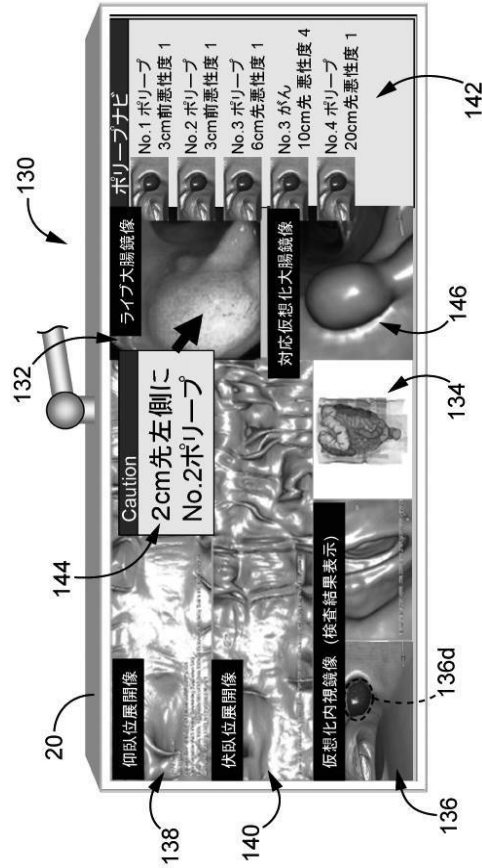 130
20
132
ライブ大腸鏡像
ポリープナビ
No.1 ポリープ
3cm前悪性度 1
No.2 ポリープ
3cm前悪性度 1
No.3 ポリープ
6cm先悪性度 1
No.3 がん
10cm先 悪性度 4
No.4 ポリープ
20cm先悪性度 1
142
144
Caution
2cm先左側に
No.2ポリープ
仰臥位展開像
138
伏臥位展開像
140
対応仮想化大腸鏡像
146
134
仮想化内視鏡像 (検査結果表示)
136
136d